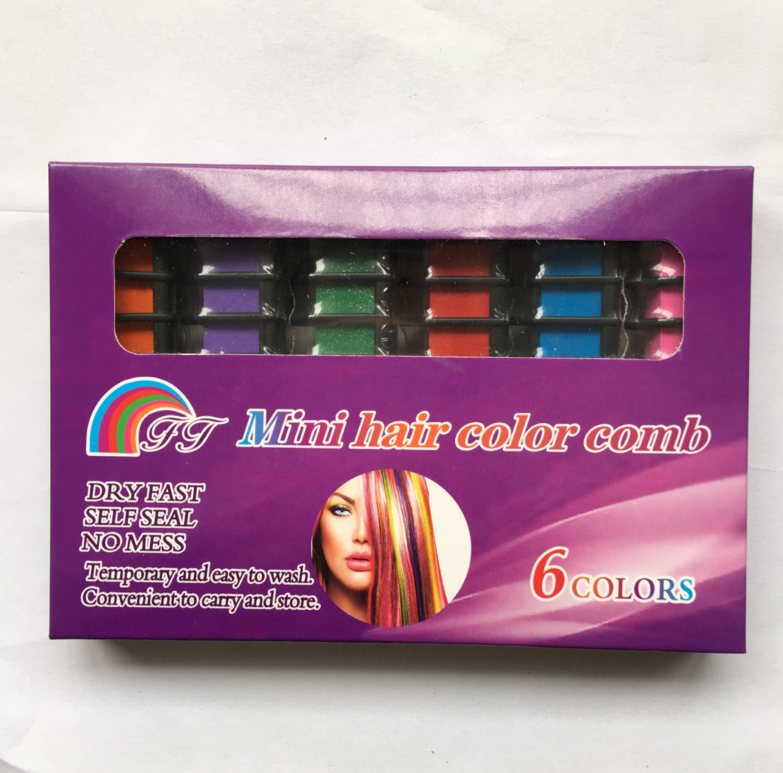 FT
Mini hair color comb
DRY FAST
SELF SEAL
NO MESS
Temporary and easy to wash.
Convenient to carry and store.
6 COLORS